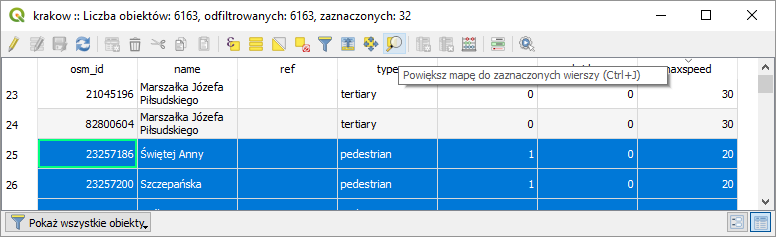 krakow :: Liczba obiektów: 6163, odfiltrowanych: 6163, zaznaczonych: 32
osm_id name ref type maxspeed
Powiększ mapę do zaznaczonych wierszy (Ctrl+J)
23 21045196 Marszałka Józefa Piłsudskiego tertiary 0 0 30
24 82800604 Marszałka Józefa Piłsudskiego tertiary 0 0 30
25 23257186 Świętej Anny pedestrian 1 0 20
26 23257200 Szczepańska pedestrian 1 0 20
Pokaż wszystkie obiekty